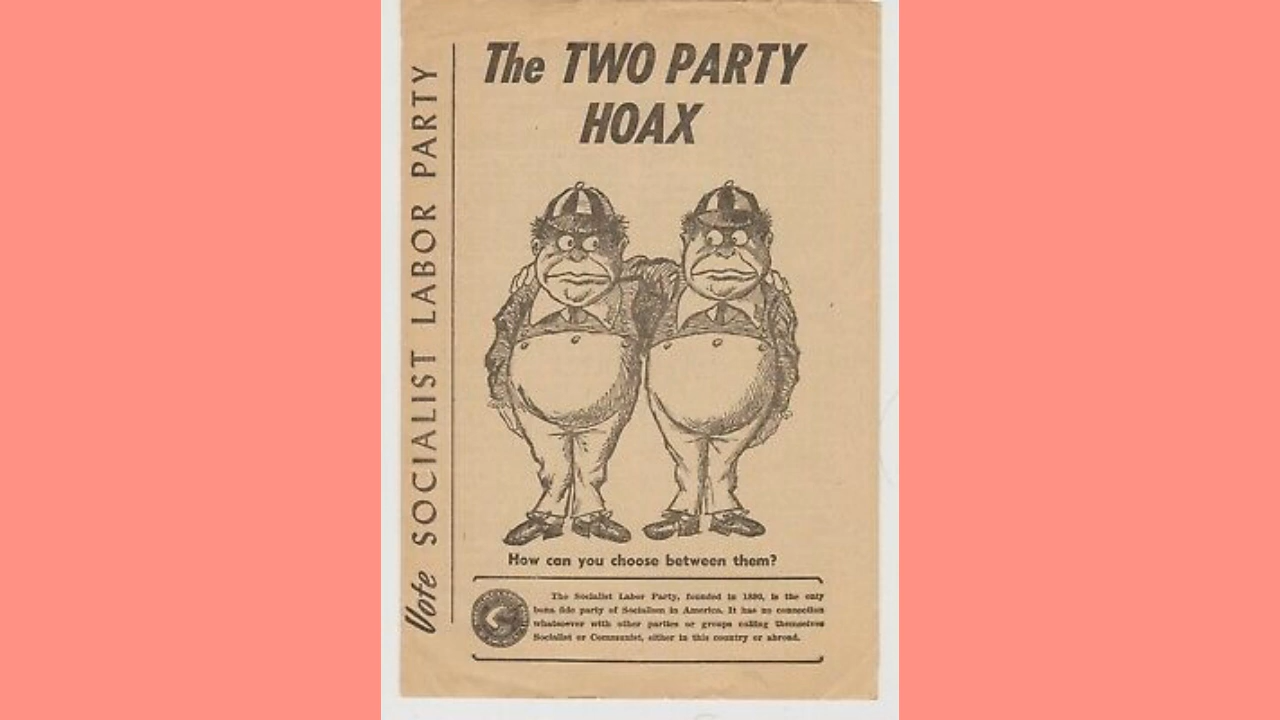 Vote SOCIALIST LABOR PARTY
The TWO PARTY
HOAX
How can you choose between them?
The Socialist Labor Party, founded in 1890, is the only
bona fide party of Socialism in America. It has no connection
whatsoever with other parties or groups calling themselves
Socialist or Communist, either in this country or abroad.